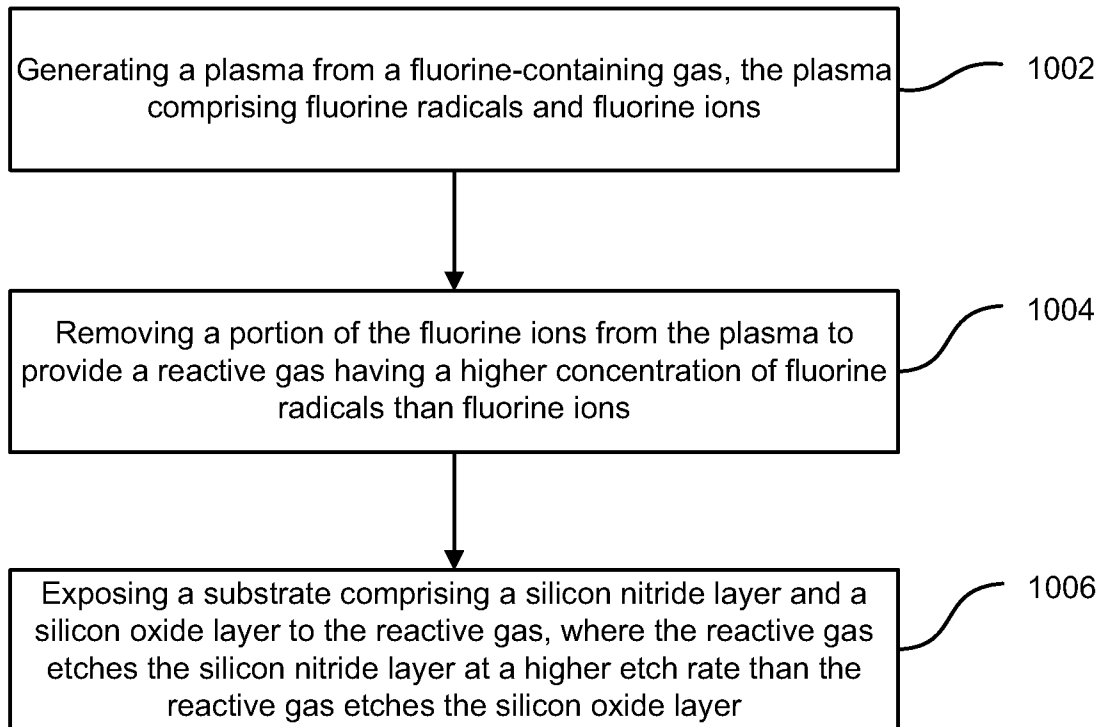 Generating a plasma from a fluorine-containing gas, the plasma
comprising fluorine radicals and fluorine ions
1002
Removing a portion of the fluorine ions from the plasma to
provide a reactive gas having a higher concentration of fluorine
radicals than fluorine ions
1004
Exposing a substrate comprising a silicon nitride layer and a
silicon oxide layer to the reactive gas, where the reactive gas
etches the silicon nitride layer at a higher etch rate than the
reactive gas etches the silicon oxide layer
1006